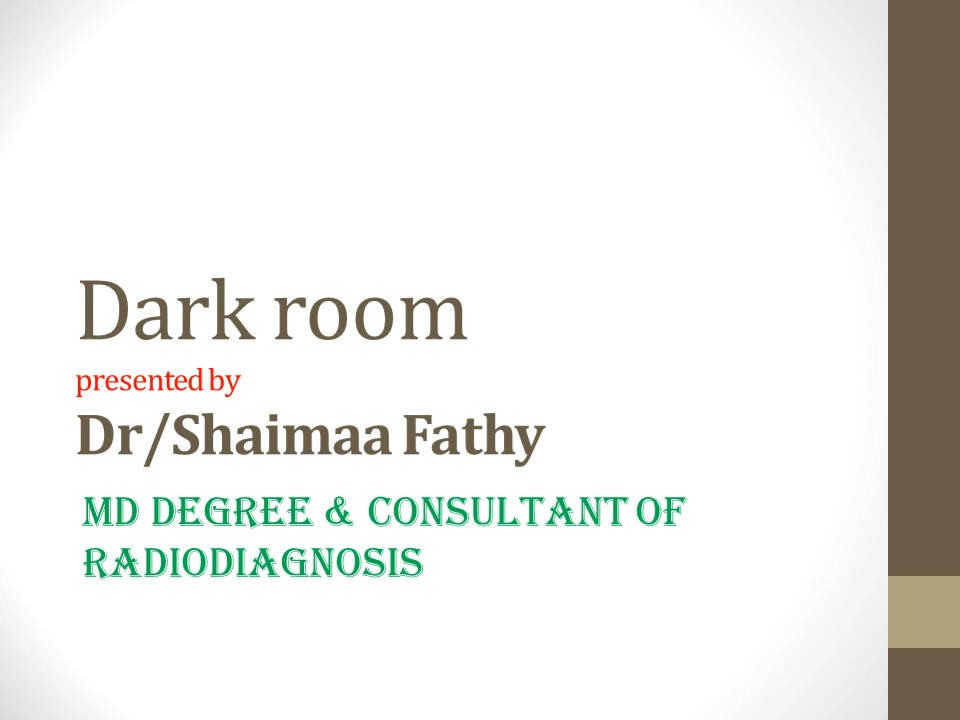 Dark room
presented by
Dr/Shaimaa Fathy
MD DEGREE & CONSULTANT OF
RADIODIAGNOSIS